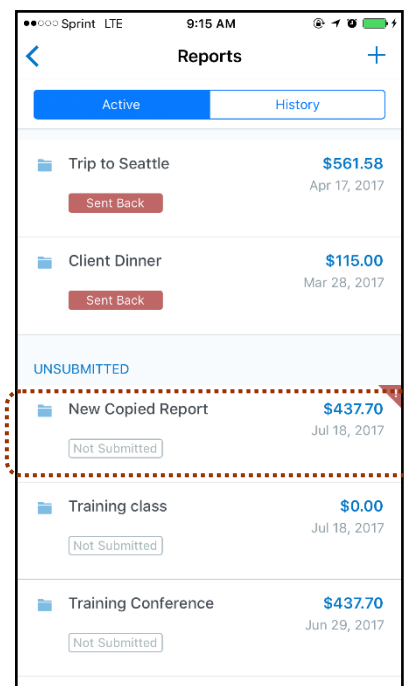 Sprint LTE 9:15 AM
Reports
Active History
Trip to Seattle $561.58
Apr 17, 2017
Sent Back
Client Dinner $115.00
Mar 28, 2017
Sent Back
UNSUBMITTED
!
New Copied Report $437.70
Jul 18, 2017
Not Submitted
Training class $0.00
Jul 18, 2017
Not Submitted
Training Conference $437.70
Jun 29, 2017
Not Submitted